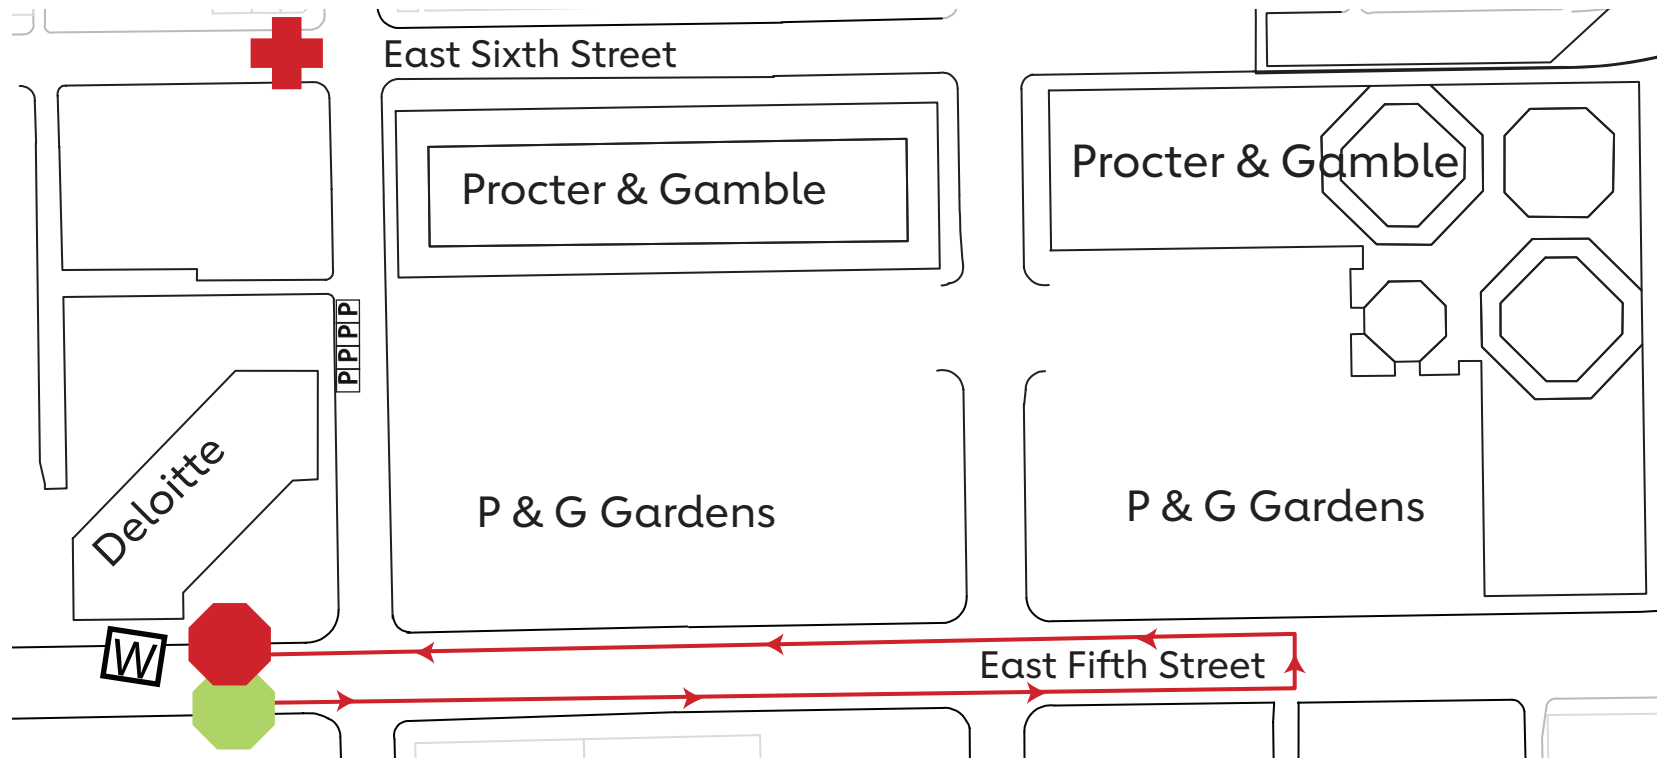 East Sixth Street
Procter & Gamble
Procter & Gamble
P
P
P
P
P
P
P
P
Deloitte
P & G Gardens
P & G Gardens
W
East Fifth Street